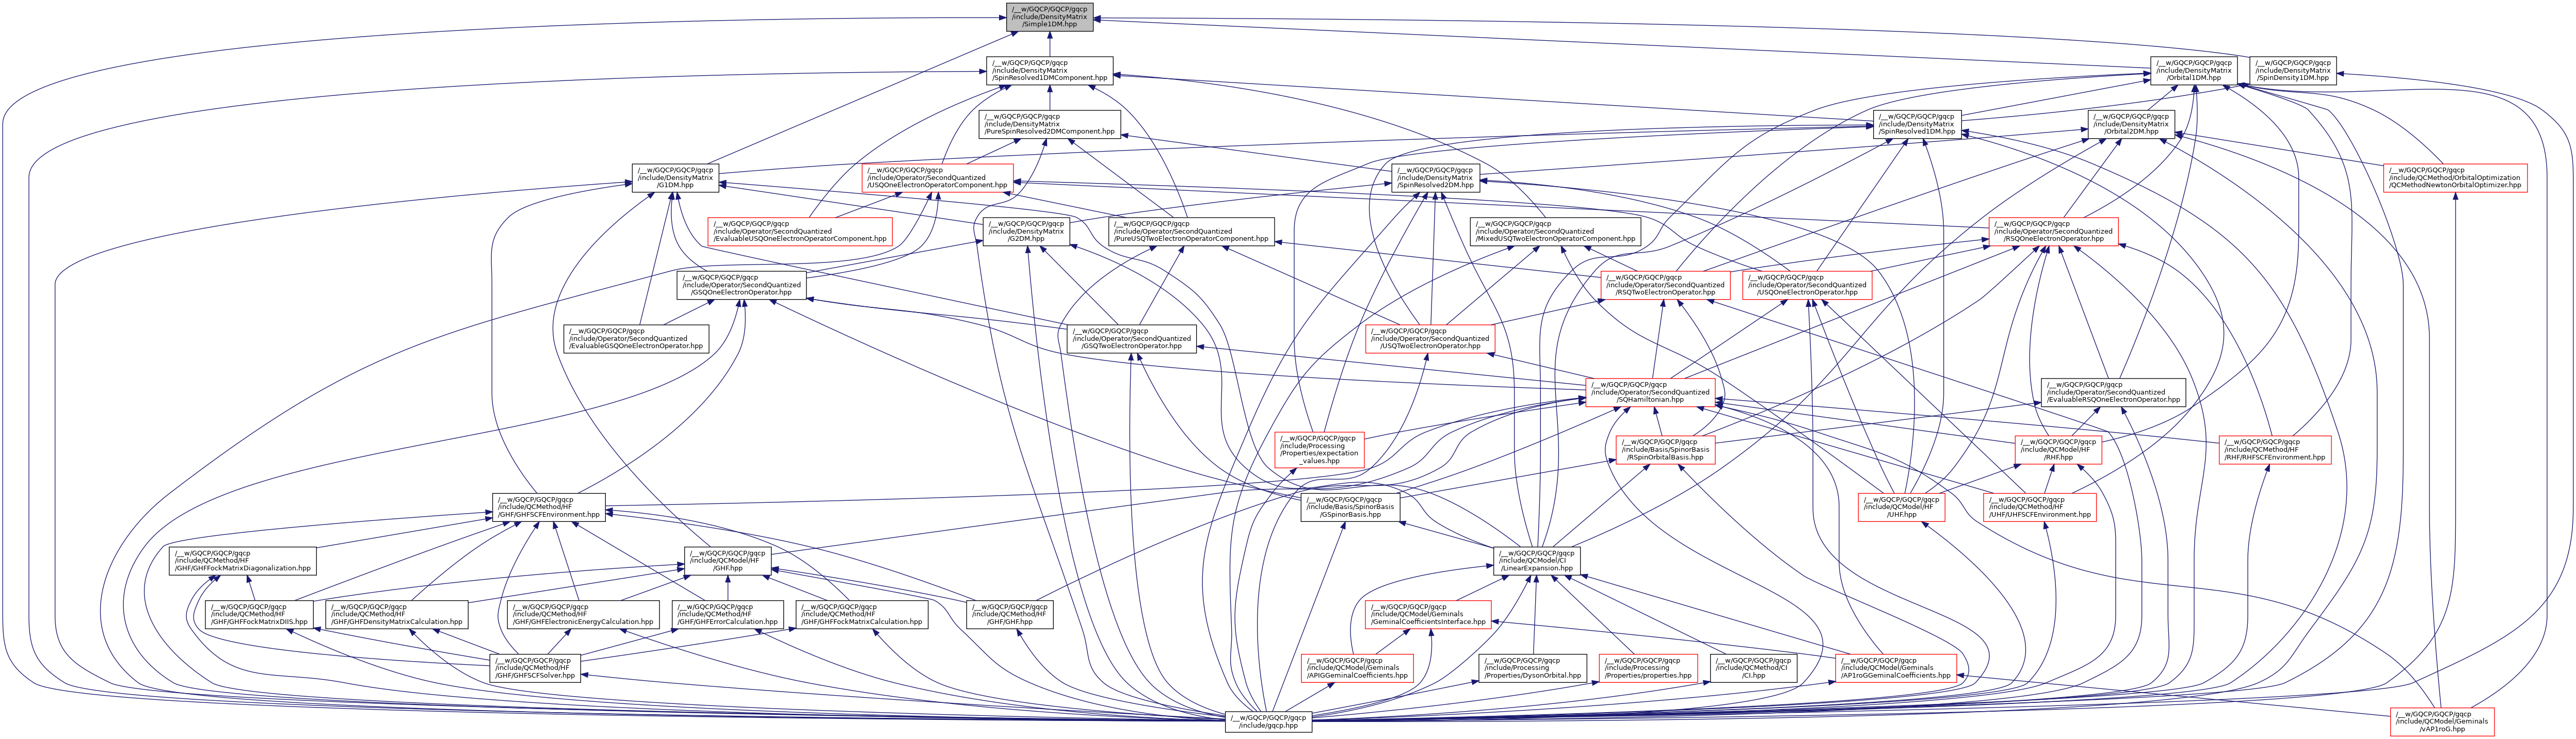 /__w/GQCP/GQCP/gqcp
/include/DensityMatrix
/Simple1DM.hpp
/__w/GQCP/GQCP/gqcp
/include/DensityMatrix
/SpinResolved1DMComponent.hpp
/__w/GQCP/GQCP/gqcp
/include/DensityMatrix
/Orbital1DM.hpp
/__w/GQCP/GQCP/gqcp
/include/DensityMatrix
/SpinDensity1DM.hpp
/__w/GQCP/GQCP/gqcp
/include/DensityMatrix
/PureSpinResolved2DMComponent.hpp
/__w/GQCP/GQCP/gqcp
/include/DensityMatrix
/SpinResolved1DM.hpp
/__w/GQCP/GQCP/gqcp
/include/DensityMatrix
/Orbital2DM.hpp
/__w/GQCP/GQCP/gqcp
/include/DensityMatrix
/G1DM.hpp
/__w/GQCP/GQCP/gqcp
/include/Operator/SecondQuantized
/USQOneElectronOperatorComponent.hpp
/__w/GQCP/GQCP/gqcp
/include/DensityMatrix
/SpinResolved2DM.hpp
/__w/GQCP/GQCP/gqcp
/include/QCMethod/OrbitalOptimization
/QCMethodNewtonOrbitalOptimizer.hpp
/__w/GQCP/GQCP/gqcp
/include/Operator/SecondQuantized
/EvaluableUSQOneElectronOperatorComponent.hpp
/__w/GQCP/GQCP/gqcp
/include/DensityMatrix
/G2DM.hpp
/__w/GQCP/GQCP/gqcp
/include/Operator/SecondQuantized
/PureUSQTwoElectronOperatorComponent.hpp
/__w/GQCP/GQCP/gqcp
/include/Operator/SecondQuantized
/MixedUSQTwoElectronOperatorComponent.hpp
/__w/GQCP/GQCP/gqcp
/include/Operator/SecondQuantized
/RSQOneElectronOperator.hpp
/__w/GQCP/GQCP/gqcp
/include/Operator/SecondQuantized
/GSQOneElectronOperator.hpp
/__w/GQCP/GQCP/gqcp
/include/Operator/SecondQuantized
/RSQTwoElectronOperator.hpp
/__w/GQCP/GQCP/gqcp
/include/Operator/SecondQuantized
/USQOneElectronOperator.hpp
/__w/GQCP/GQCP/gqcp
/include/Operator/SecondQuantized
/EvaluableGSQOneElectronOperator.hpp
/__w/GQCP/GQCP/gqcp
/include/Operator/SecondQuantized
/GSQTwoElectronOperator.hpp
/__w/GQCP/GQCP/gqcp
/include/Operator/SecondQuantized
/USQTwoElectronOperator.hpp
/__w/GQCP/GQCP/gqcp
/include/Operator/SecondQuantized
/SQHamiltonian.hpp
/__w/GQCP/GQCP/gqcp
/include/Operator/SecondQuantized
/EvaluableRSQOneElectronOperator.hpp
/__w/GQCP/GQCP/gqcp
/include/Processing
/Properties/expectation
_values.hpp
/__w/GQCP/GQCP/gqcp
/include/Basis/SpinorBasis
/RSpinOrbitalBasis.hpp
/__w/GQCP/GQCP/gqcp
/include/QCModel/HF
/RHF.hpp
/__w/GQCP/GQCP/gqcp
/include/QCMethod/HF
/RHF/RHFSCFEnvironment.hpp
/__w/GQCP/GQCP/gqcp
/include/QCMethod/HF
/GHF/GHFSCFEnvironment.hpp
/__w/GQCP/GQCP/gqcp
/include/Basis/SpinorBasis
/GSpinorBasis.hpp
/__w/GQCP/GQCP/gqcp
/include/QCModel/HF
/UHF.hpp
/__w/GQCP/GQCP/gqcp
/include/QCMethod/HF
/UHF/UHFSCFEnvironment.hpp
/__w/GQCP/GQCP/gqcp
/include/QCMethod/HF
/GHF/GHFFockMatrixDiagonalization.hpp
/__w/GQCP/GQCP/gqcp
/include/QCModel/HF
/GHF.hpp
/__w/GQCP/GQCP/gqcp
/include/QCModel/CI
/LinearExpansion.hpp
/__w/GQCP/GQCP/gqcp
/include/QCMethod/HF
/GHF/GHFFockMatrixDIIS.hpp
/__w/GQCP/GQCP/gqcp
/include/QCMethod/HF
/GHF/GHFDensityMatrixCalculation.hpp
/__w/GQCP/GQCP/gqcp
/include/QCMethod/HF
/GHF/GHFElectronicEnergyCalculation.hpp
/__w/GQCP/GQCP/gqcp
/include/QCMethod/HF
/GHF/GHFErrorCalculation.hpp
/__w/GQCP/GQCP/gqcp
/include/QCMethod/HF
/GHF/GHFFockMatrixCalculation.hpp
/__w/GQCP/GQCP/gqcp
/include/QCMethod/HF
/GHF/GHF.hpp
/__w/GQCP/GQCP/gqcp
/include/QCModel/Geminals
/GeminalCoefficientsInterface.hpp
/__w/GQCP/GQCP/gqcp
/include/QCMethod/HF
/GHF/GHFSCFSolver.hpp
/__w/GQCP/GQCP/gqcp
/include/QCModel/Geminals
/APIGGeminalCoefficients.hpp
/__w/GQCP/GQCP/gqcp
/include/Processing
/Properties/DysonOrbital.hpp
/__w/GQCP/GQCP/gqcp
/include/Processing
/Properties/properties.hpp
/__w/GQCP/GQCP/gqcp
/include/QCMethod/CI
/CI.hpp
/__w/GQCP/GQCP/gqcp
/include/QCModel/Geminals
/AP1roGGeminalCoefficients.hpp
/__w/GQCP/GQCP/gqcp
/include/gqcp.hpp
/__w/GQCP/GQCP/gqcp
/include/QCModel/Geminals
/vAP1roG.hpp